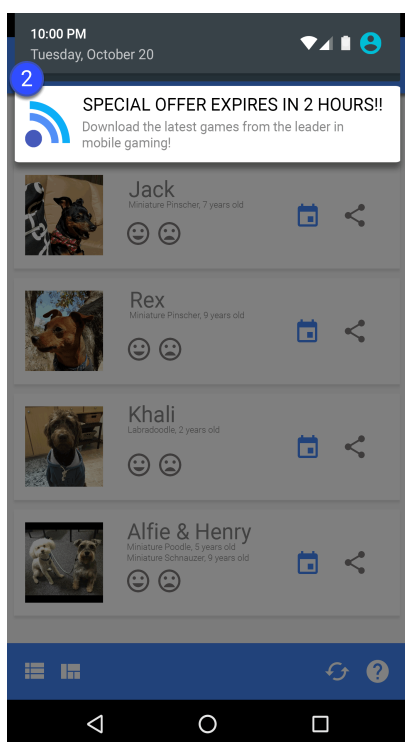 10:00 PM
Tuesday, October 20
2
SPECIAL OFFER EXPIRES IN 2 HOURS!!
Download the latest games from the leader in
mobile gaming!
Jack
Miniature Pinscher, 7 years old
Rex
Miniature Pinscher, 9 years old
Khali
Labradoodle, 2 years old
Alfie & Henry
Miniature Poodle, 5 years old
Miniature Schnauzer, 9 years old
?